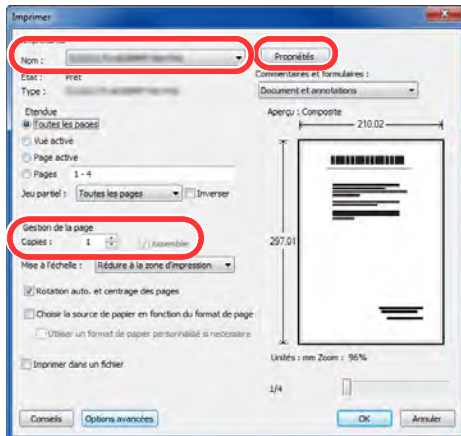 Imprimer
Imprimante
Nom :
Propriétés
Etat : Prêt
Type :
Commentaires et formulaires :
Document et annotations
Etendue
Toutes les pages
Vue active
Page active
Pages 1 - 4
Jeu partiel : Toutes les pages Inverser
Aperçu : Composite
210.02
297.01
Gestion de la page
Copies : 1 Assembler
Mise à l'échelle : Réduire à la zone d'impression
Rotation auto. et centrage des pages
Choisir la source de papier en fonction du format de page
Utiliser un format de papier personnalisé si nécessaire
Imprimer dans un fichier
Unités : mm Zoom : 96%
1/4
Conseils Options avancées OK Annuler